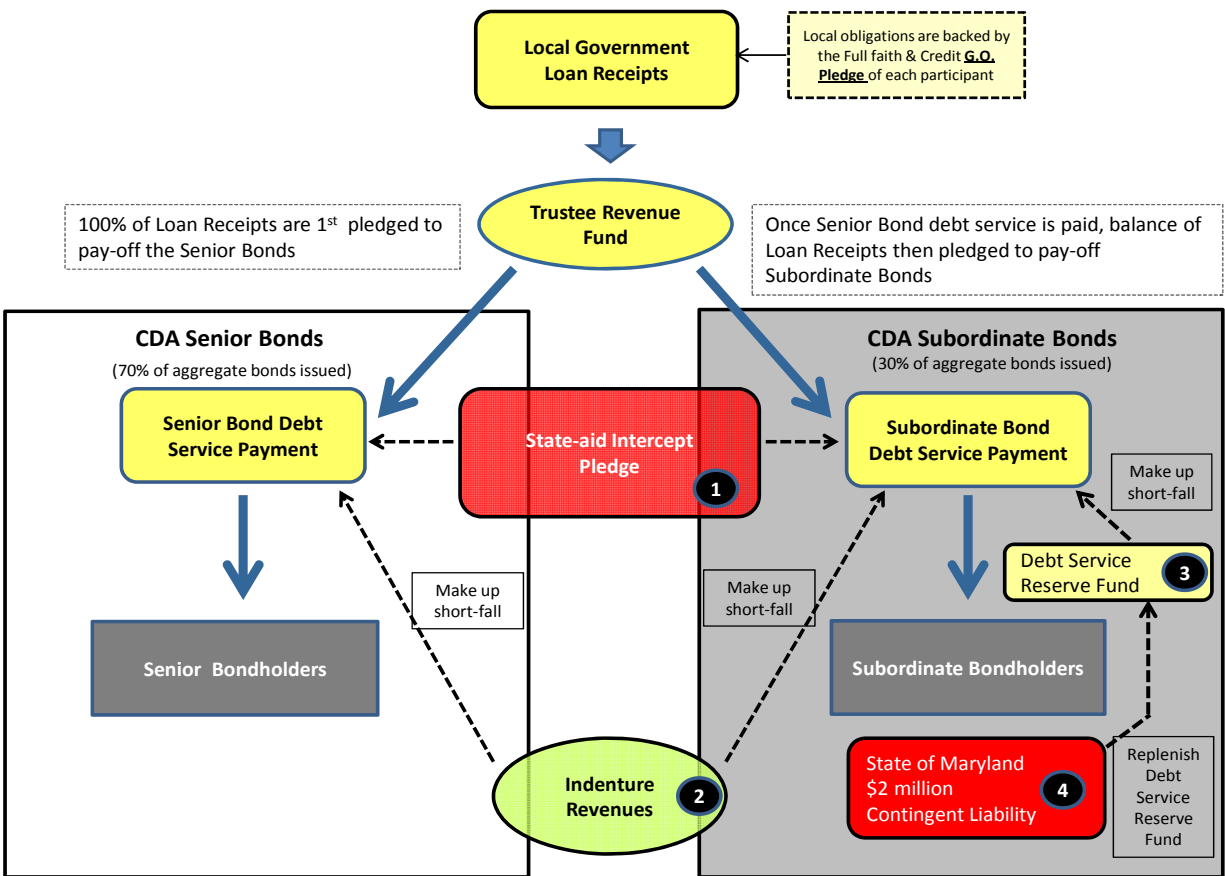 Local Government
Loan Receipts
Local obligations are backed by
the Full faith & Credit G.O.
Pledge of each participant
100% of Loan Receipts are 1st pledged to
pay-off the Senior Bonds
Trustee Revenue
Fund
Once Senior Bond debt service is paid, balance of
Loan Receipts then pledged to pay-off
Subordinate Bonds
CDA Senior Bonds
(70% of aggregate bonds issued)
Senior Bond Debt
Service Payment
State-aid Intercept
Pledge
1
CDA Subordinate Bonds
(30% of aggregate bonds issued)
Subordinate Bond
Debt Service Payment
Make up
short-fall
Debt Service
Reserve Fund
3
Make up
short-fall
Make up
short-fall
Senior Bondholders
Subordinate Bondholders
Indenture
Revenues
2
State of Maryland
$2 million
Contingent Liability
4
Replenish
Debt
Service
Reserve
Fund